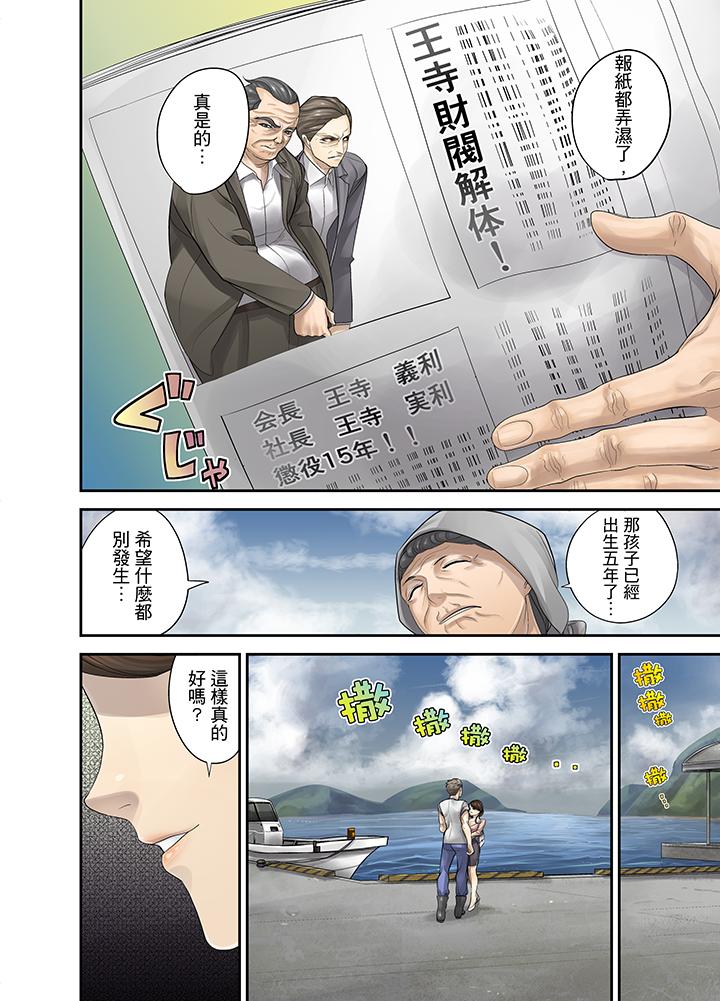 報紙都弄濕了，
王寺財閥解体！
真是的…
会長　王寺　義利
社長　王寺　実利
懲役15年！！
ぐじゃ
那孩子已經
出生五年了…
希望什麼都
別發生…
撒
撒
撒
撒…
撒
撒
撒
撒…
這樣真的
好嗎？